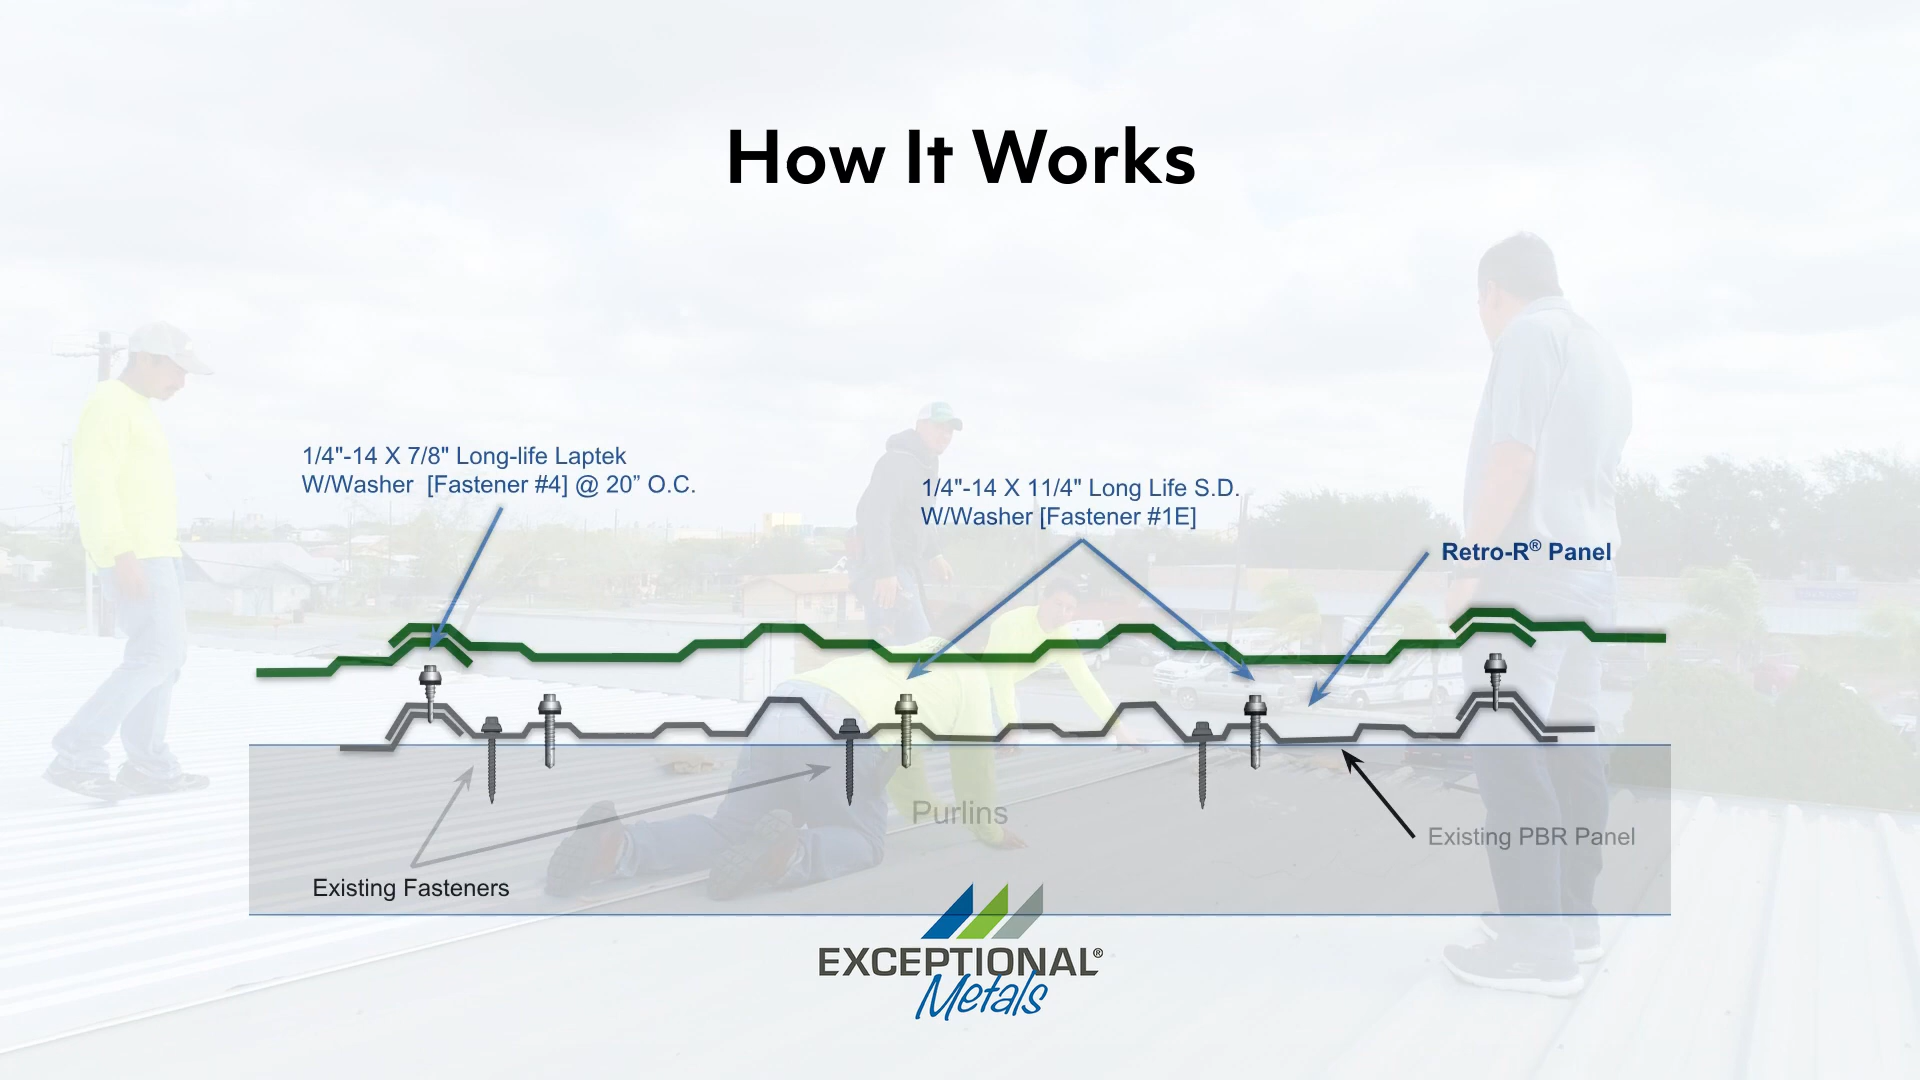 How It Works
1/4"-14 X 7/8" Long-life Laptek
W/Washer [Fastener #4] @ 20” O.C.
1/4"-14 X 11/4" Long Life S.D.
W/Washer [Fastener #1E]
Retro-R® Panel
Purlins
Existing PBR Panel
Existing Fasteners
EXCEPTIONAL®
Metals